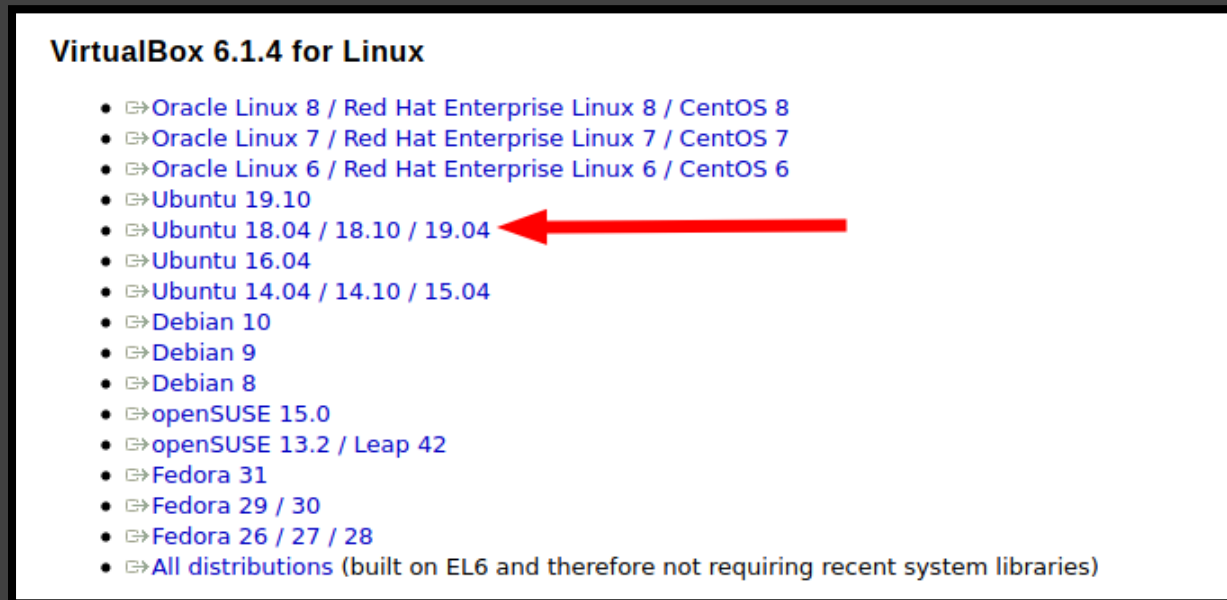 VirtualBox 6.1.4 for Linux
Oracle Linux 8 / Red Hat Enterprise Linux 8 / CentOS 8
Oracle Linux 7 / Red Hat Enterprise Linux 7 / CentOS 7
Oracle Linux 6 / Red Hat Enterprise Linux 6 / CentOS 6
Ubuntu 19.10
Ubuntu 18.04 / 18.10 / 19.04
Ubuntu 16.04
Ubuntu 14.04 / 14.10 / 15.04
Debian 10
Debian 9
Debian 8
openSUSE 15.0
openSUSE 13.2 / Leap 42
Fedora 31
Fedora 29 / 30
Fedora 26 / 27 / 28
All distributions (built on EL6 and therefore not requiring recent system libraries)